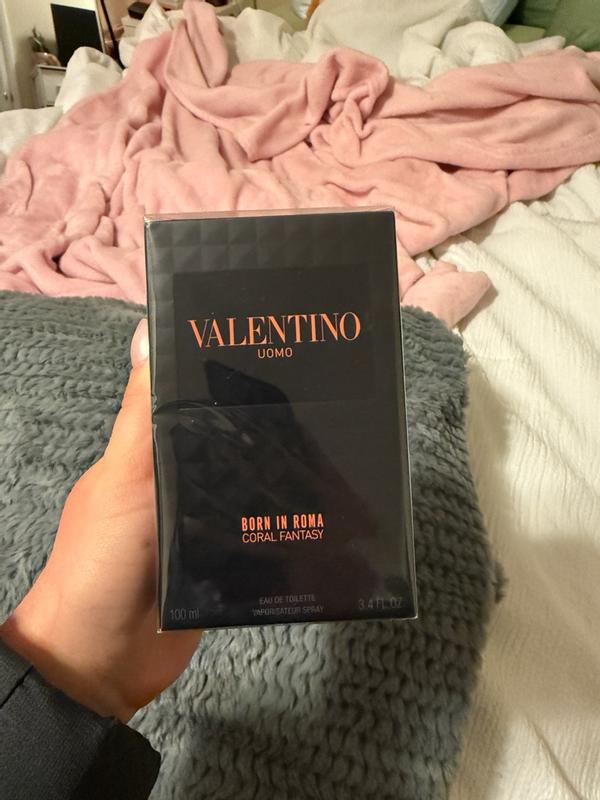 VALENTINO
UOMO
BORN IN ROMA
CORAL FANTASY
EAU DE TOILETTE
100 ml VAPORISATEUR SPRAY 3.4 FL.OZ